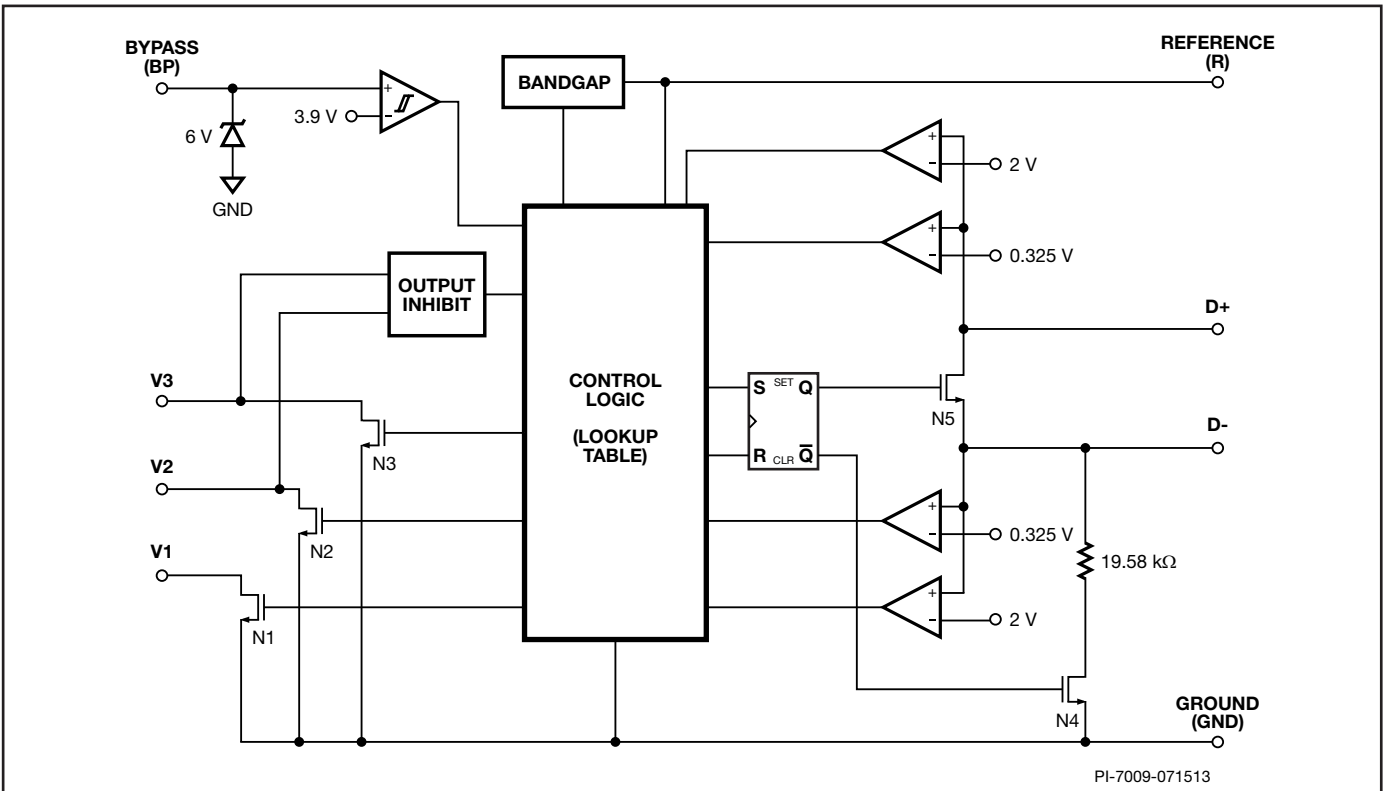 BYPASS
(BP)
6 V
GND
3.9 V
+
−
BANDGAP
REFERENCE
(R)
+
−
2 V
+
−
0.325 V
OUTPUT
INHIBIT
CONTROL
LOGIC
(LOOKUP
TABLE)
D+
S SET Q
R CLR Q̅
N5
D-
V3
N3
V2
N2
V1
N1
+
−
0.325 V
+
−
2 V
19.58 kΩ
N4
GROUND
(GND)
PI-7009-071513